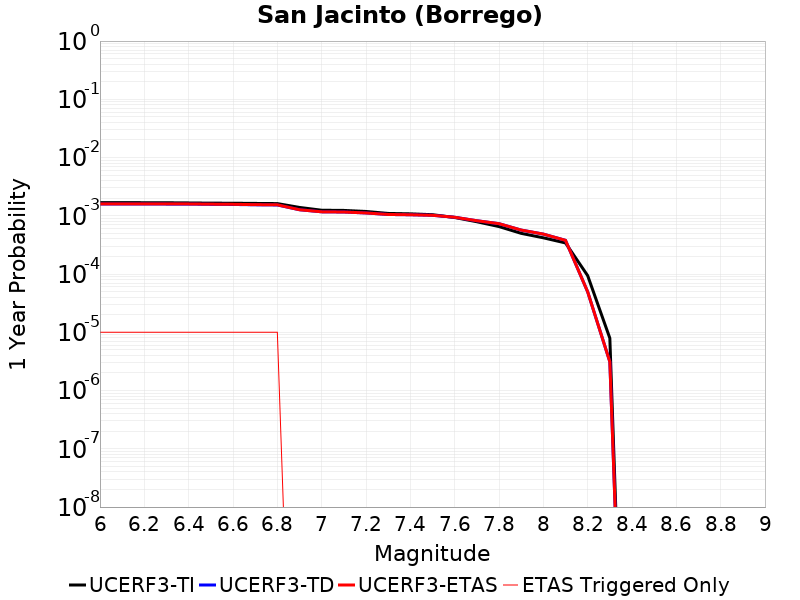 San Jacinto (Borrego)
10^0
10^-1
10^-2
10^-3
10^-4
10^-5
10^-6
10^-7
10^-8
1 Year Probability
6 6.2 6.4 6.6 6.8 7 7.2 7.4 7.6 7.8 8 8.2 8.4 8.6 8.8 9
Magnitude
UCERF3-TI UCERF3-TD UCERF3-ETAS ETAS Triggered Only